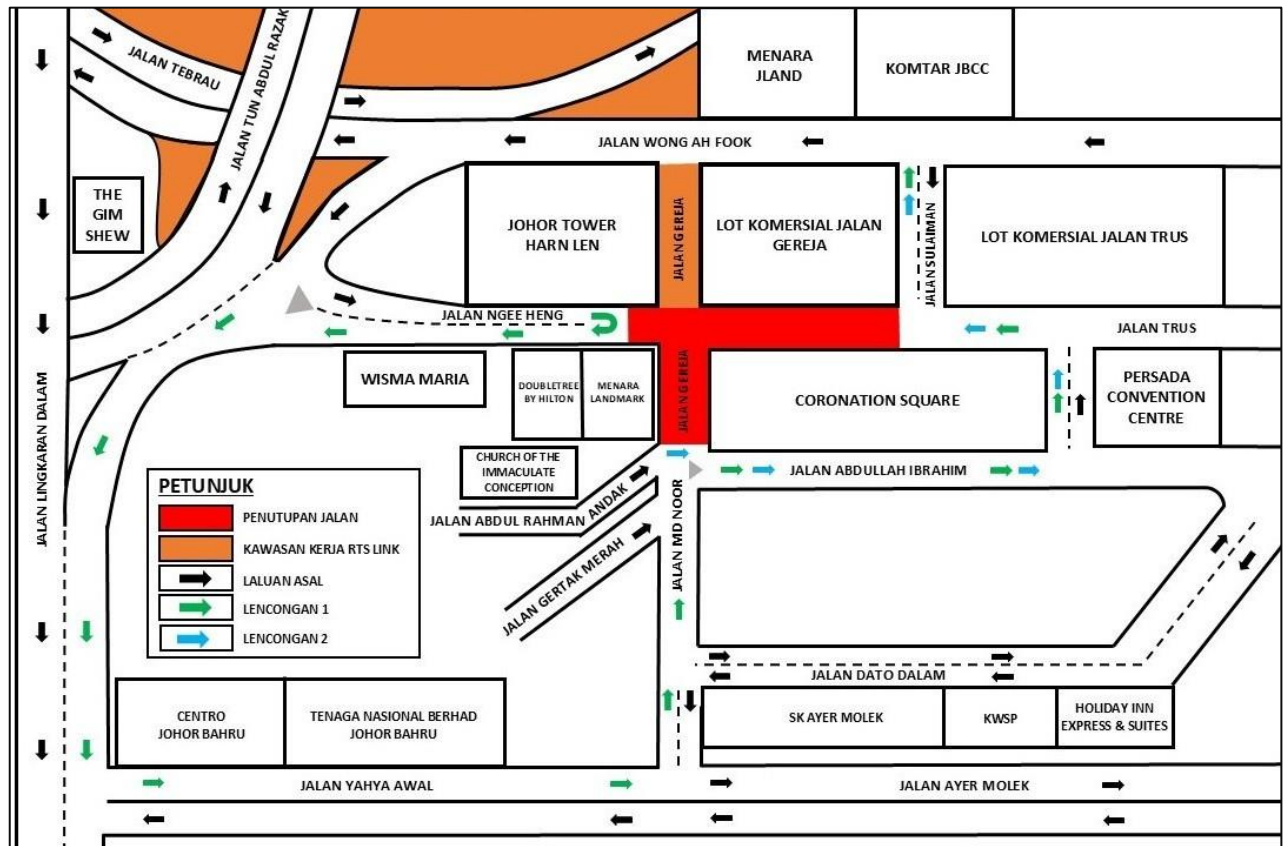 JALAN TEBRAU
JALAN TUN ABDUL RAZAK
MENARA
JLAND
KOMTAR JBCC
JALAN WONG AH FOOK
THE
GIM
SHEW
JOHOR TOWER
HARN LEN
JALAN GEREJA
LOT KOMERSIAL JALAN
GEREJA
JALAN SULAIMAN
LOT KOMERSIAL JALAN TRUS
JALAN NGEE HENG
JALAN TRUS
JALAN LINGKARAN DALAM
WISMA MARIA
DOUBLETREE
BY HILTON
MENARA
LANDMARK
JALAN GEREJA
CORONATION SQUARE
PERSADA
CONVENTION
CENTRE
CHURCH OF THE
IMMACULATE
CONCEPTION
JALAN ABDULLAH IBRAHIM
JALAN ABDUL RAHMAN ANDAK
JALAN GERTAK MERAH
JALAN MD NOOR
PETUNJUK
PENUTUPAN JALAN
KAWASAN KERJA RTS LINK
LALUAN ASAL
LENCONGAN 1
LENCONGAN 2
JALAN DATO DALAM
CENTRO
JOHOR BAHRU
TENAGA NASIONAL BERHAD
JOHOR BAHRU
SK AYER MOLEK
KWSP
HOLIDAY INN
EXPRESS & SUITES
JALAN YAHYA AWAL
JALAN AYER MOLEK